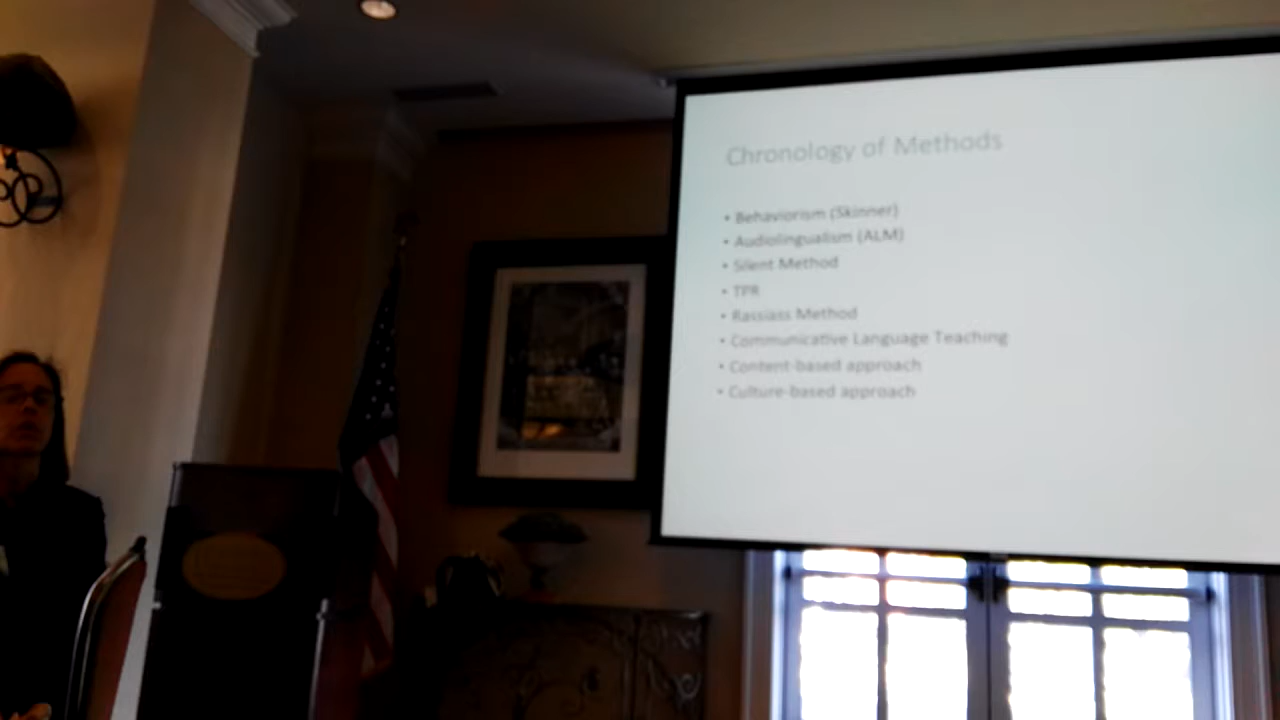 Chronology of Methods
• Behaviorism (Skinner)
• Audiolingualism (ALM)
• Silent Method
• TPR
• Rassiass Method
• Communicative Language Teaching
• Content-based approach
• Culture-based approach